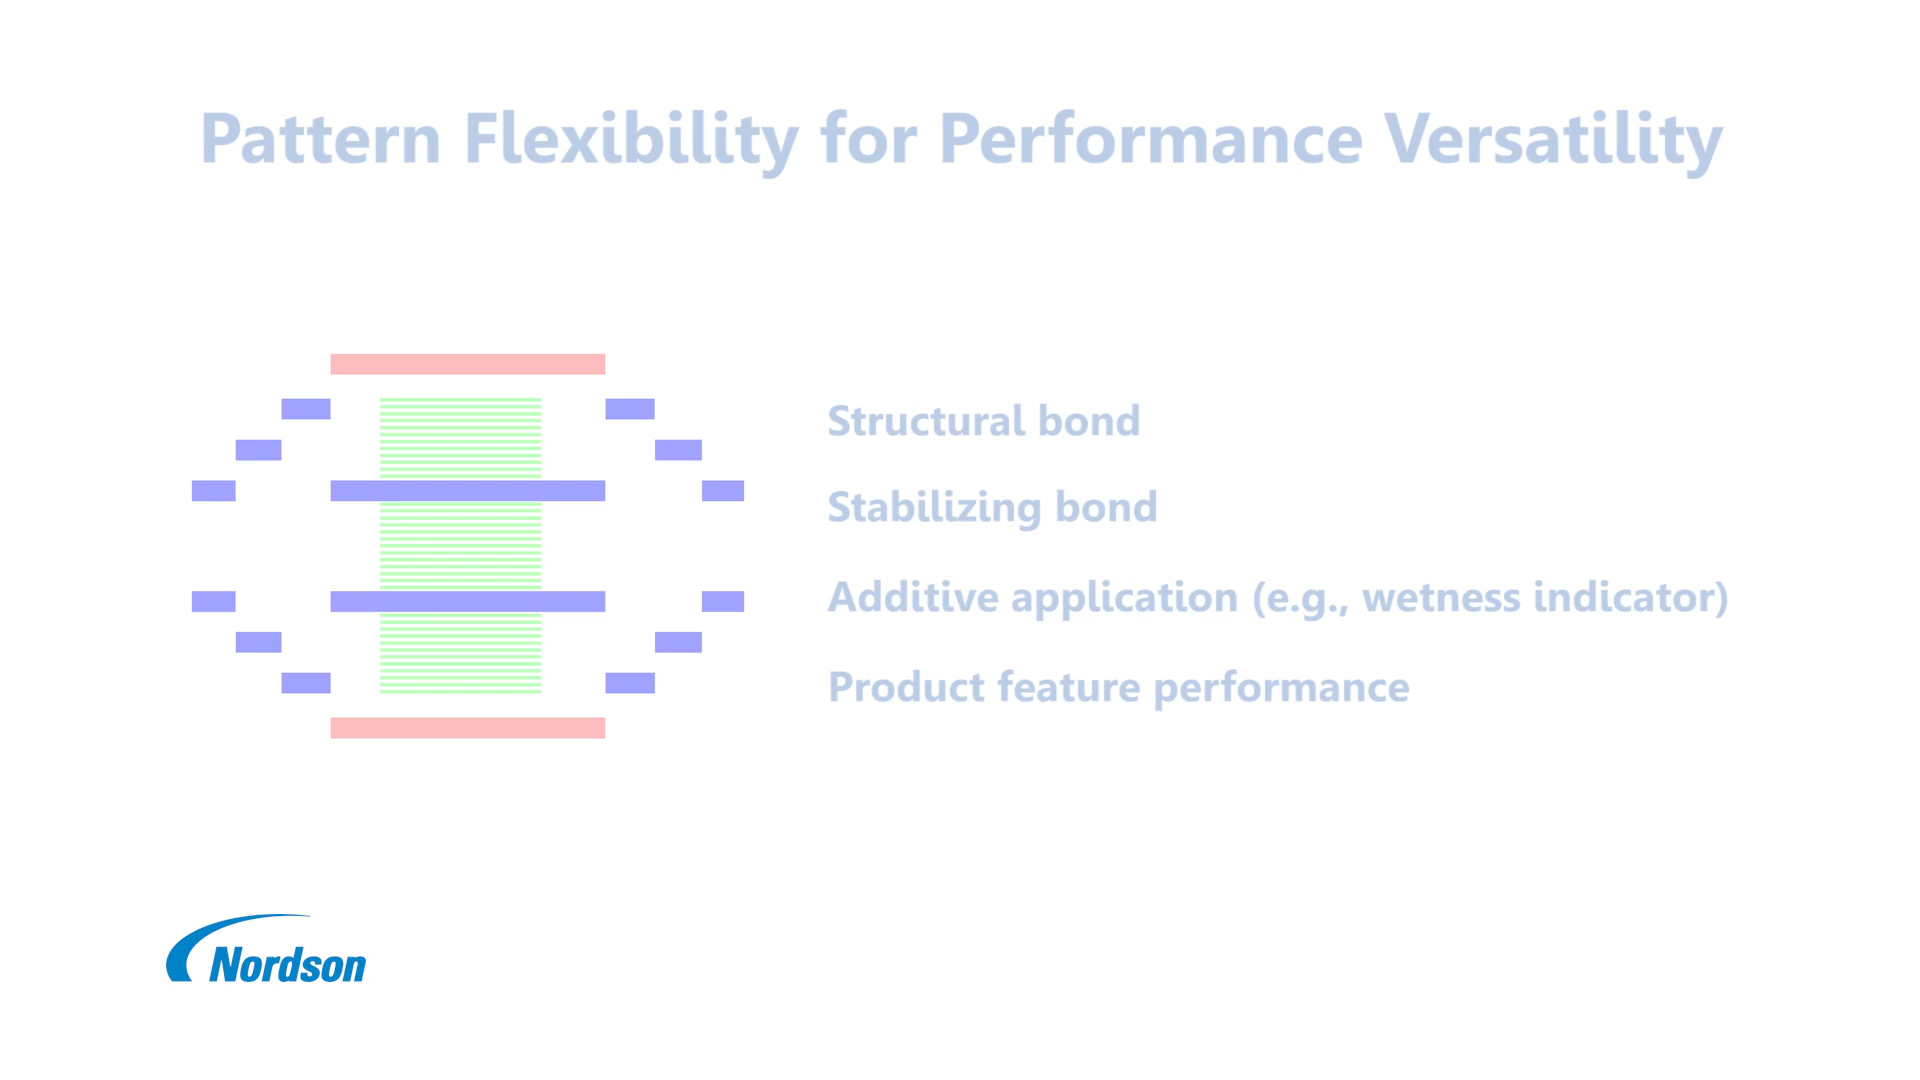 Pattern Flexibility for Performance Versatility
Structural bond
Stabilizing bond
Additive application (e.g., wetness indicator)
Product feature performance
Nordson